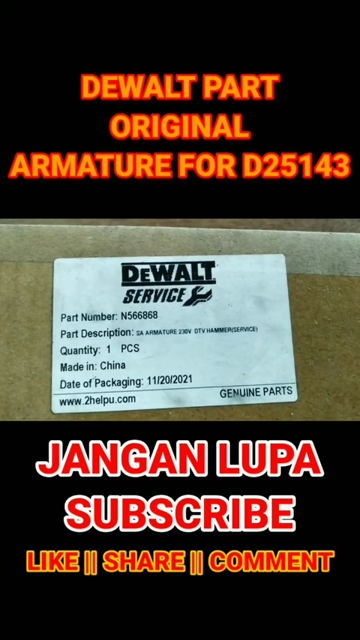 DEWALT PART
ORIGINAL
ARMATURE FOR D25143
DEWALT
SERVICE
Part Number: N566868
Part Description: SA ARMATURE 230V DTV HAMMER(SERVICE)
Quantity: 1 PCS
Made in: China
Date of Packaging: 11/20/2021
www.2helpu.com GENUINE PARTS
JANGAN LUPA
SUBSCRIBE
LIKE || SHARE || COMMENT